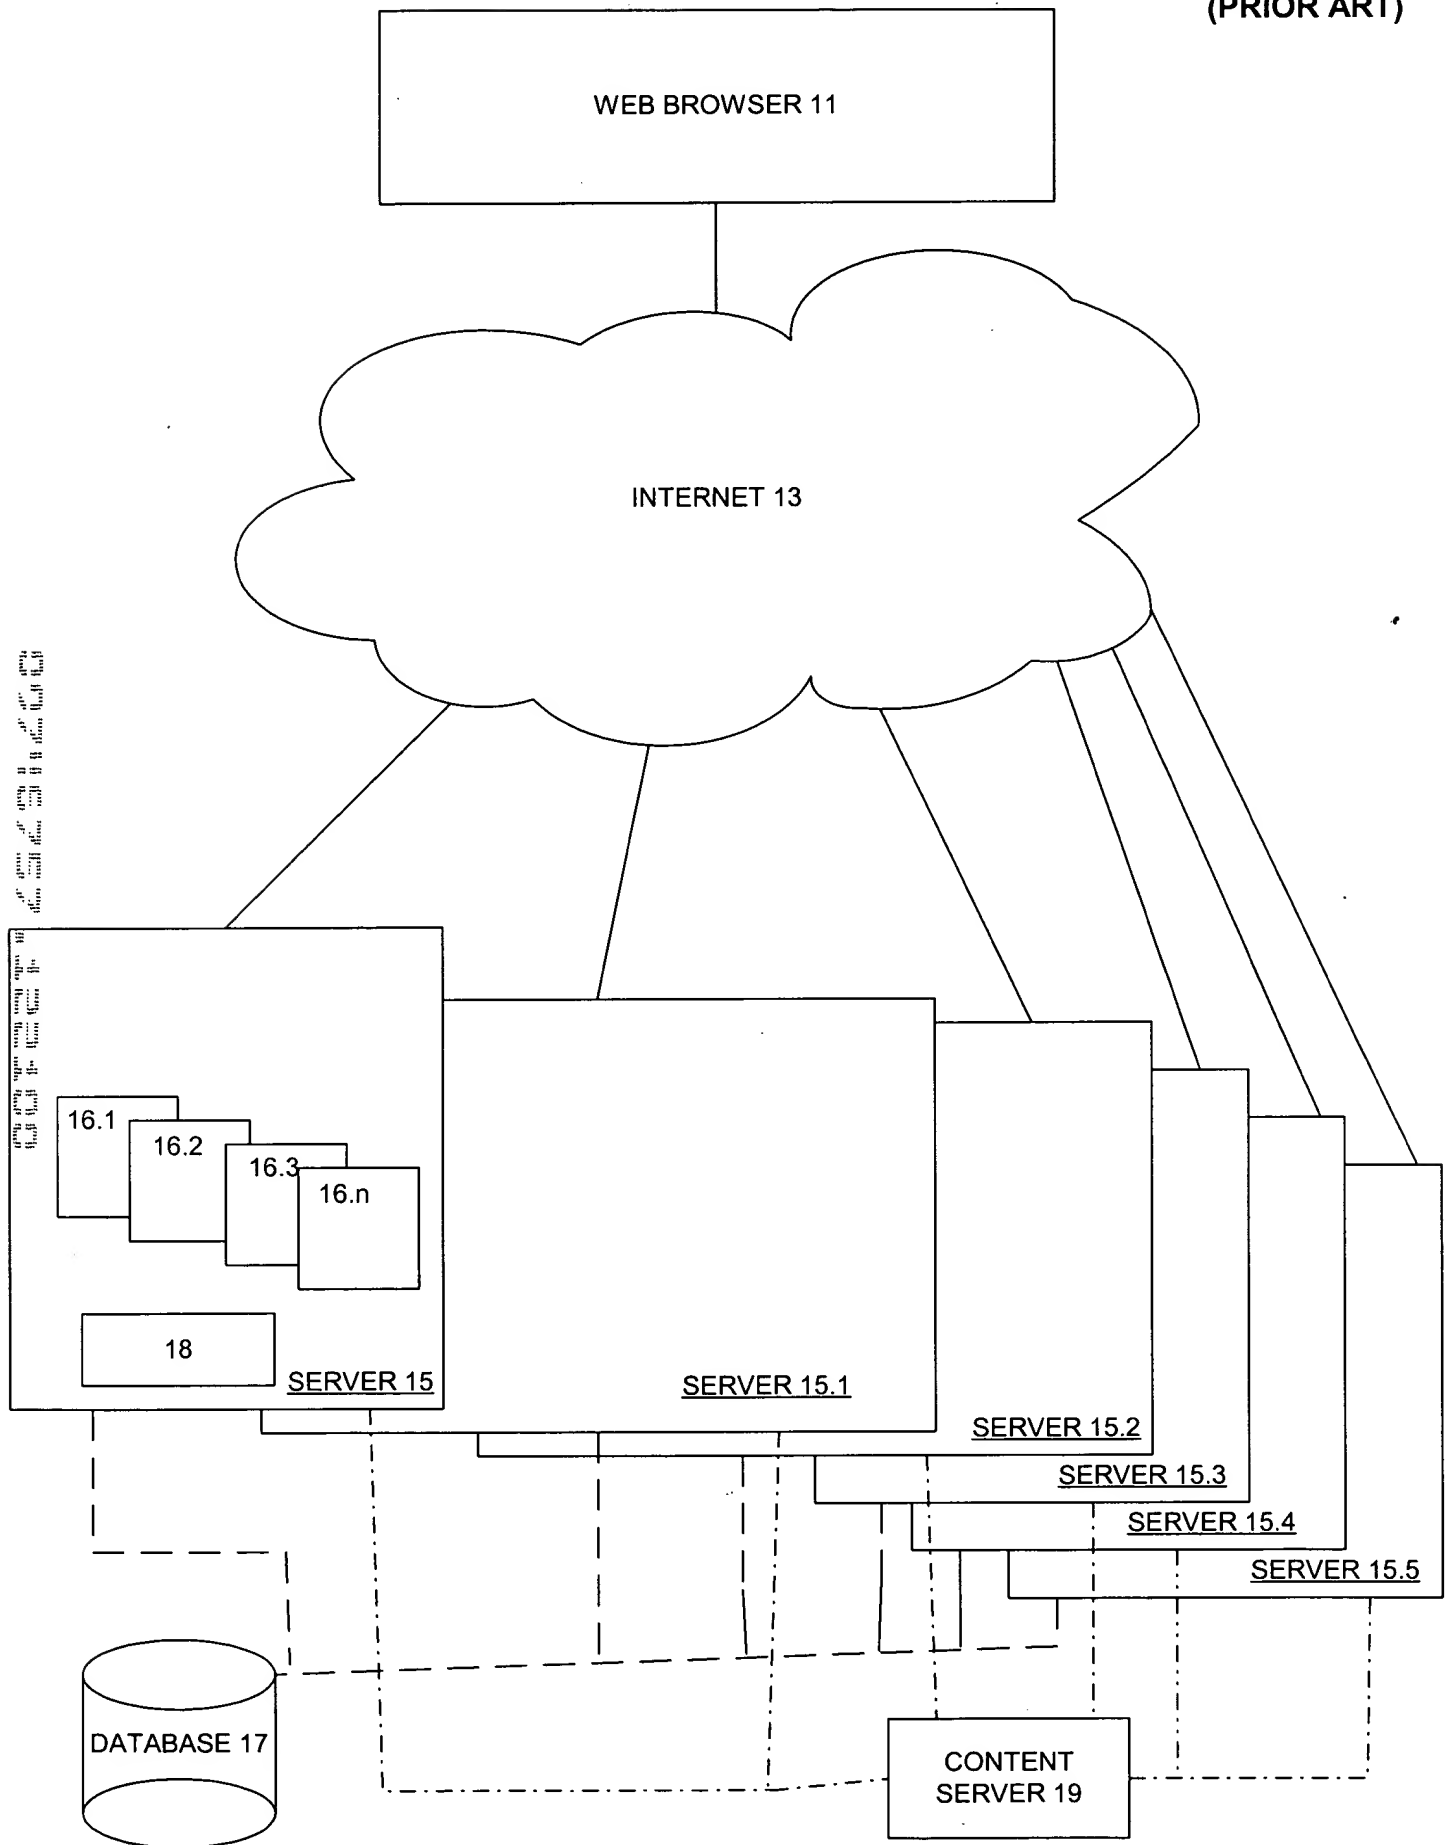 (PRIOR ART)
WEB BROWSER 11
INTERNET 13
16.1
16.2
16.3
16.n
18
SERVER 15
SERVER 15.1
SERVER 15.2
SERVER 15.3
SERVER 15.4
SERVER 15.5
DATABASE 17
CONTENT
SERVER 19